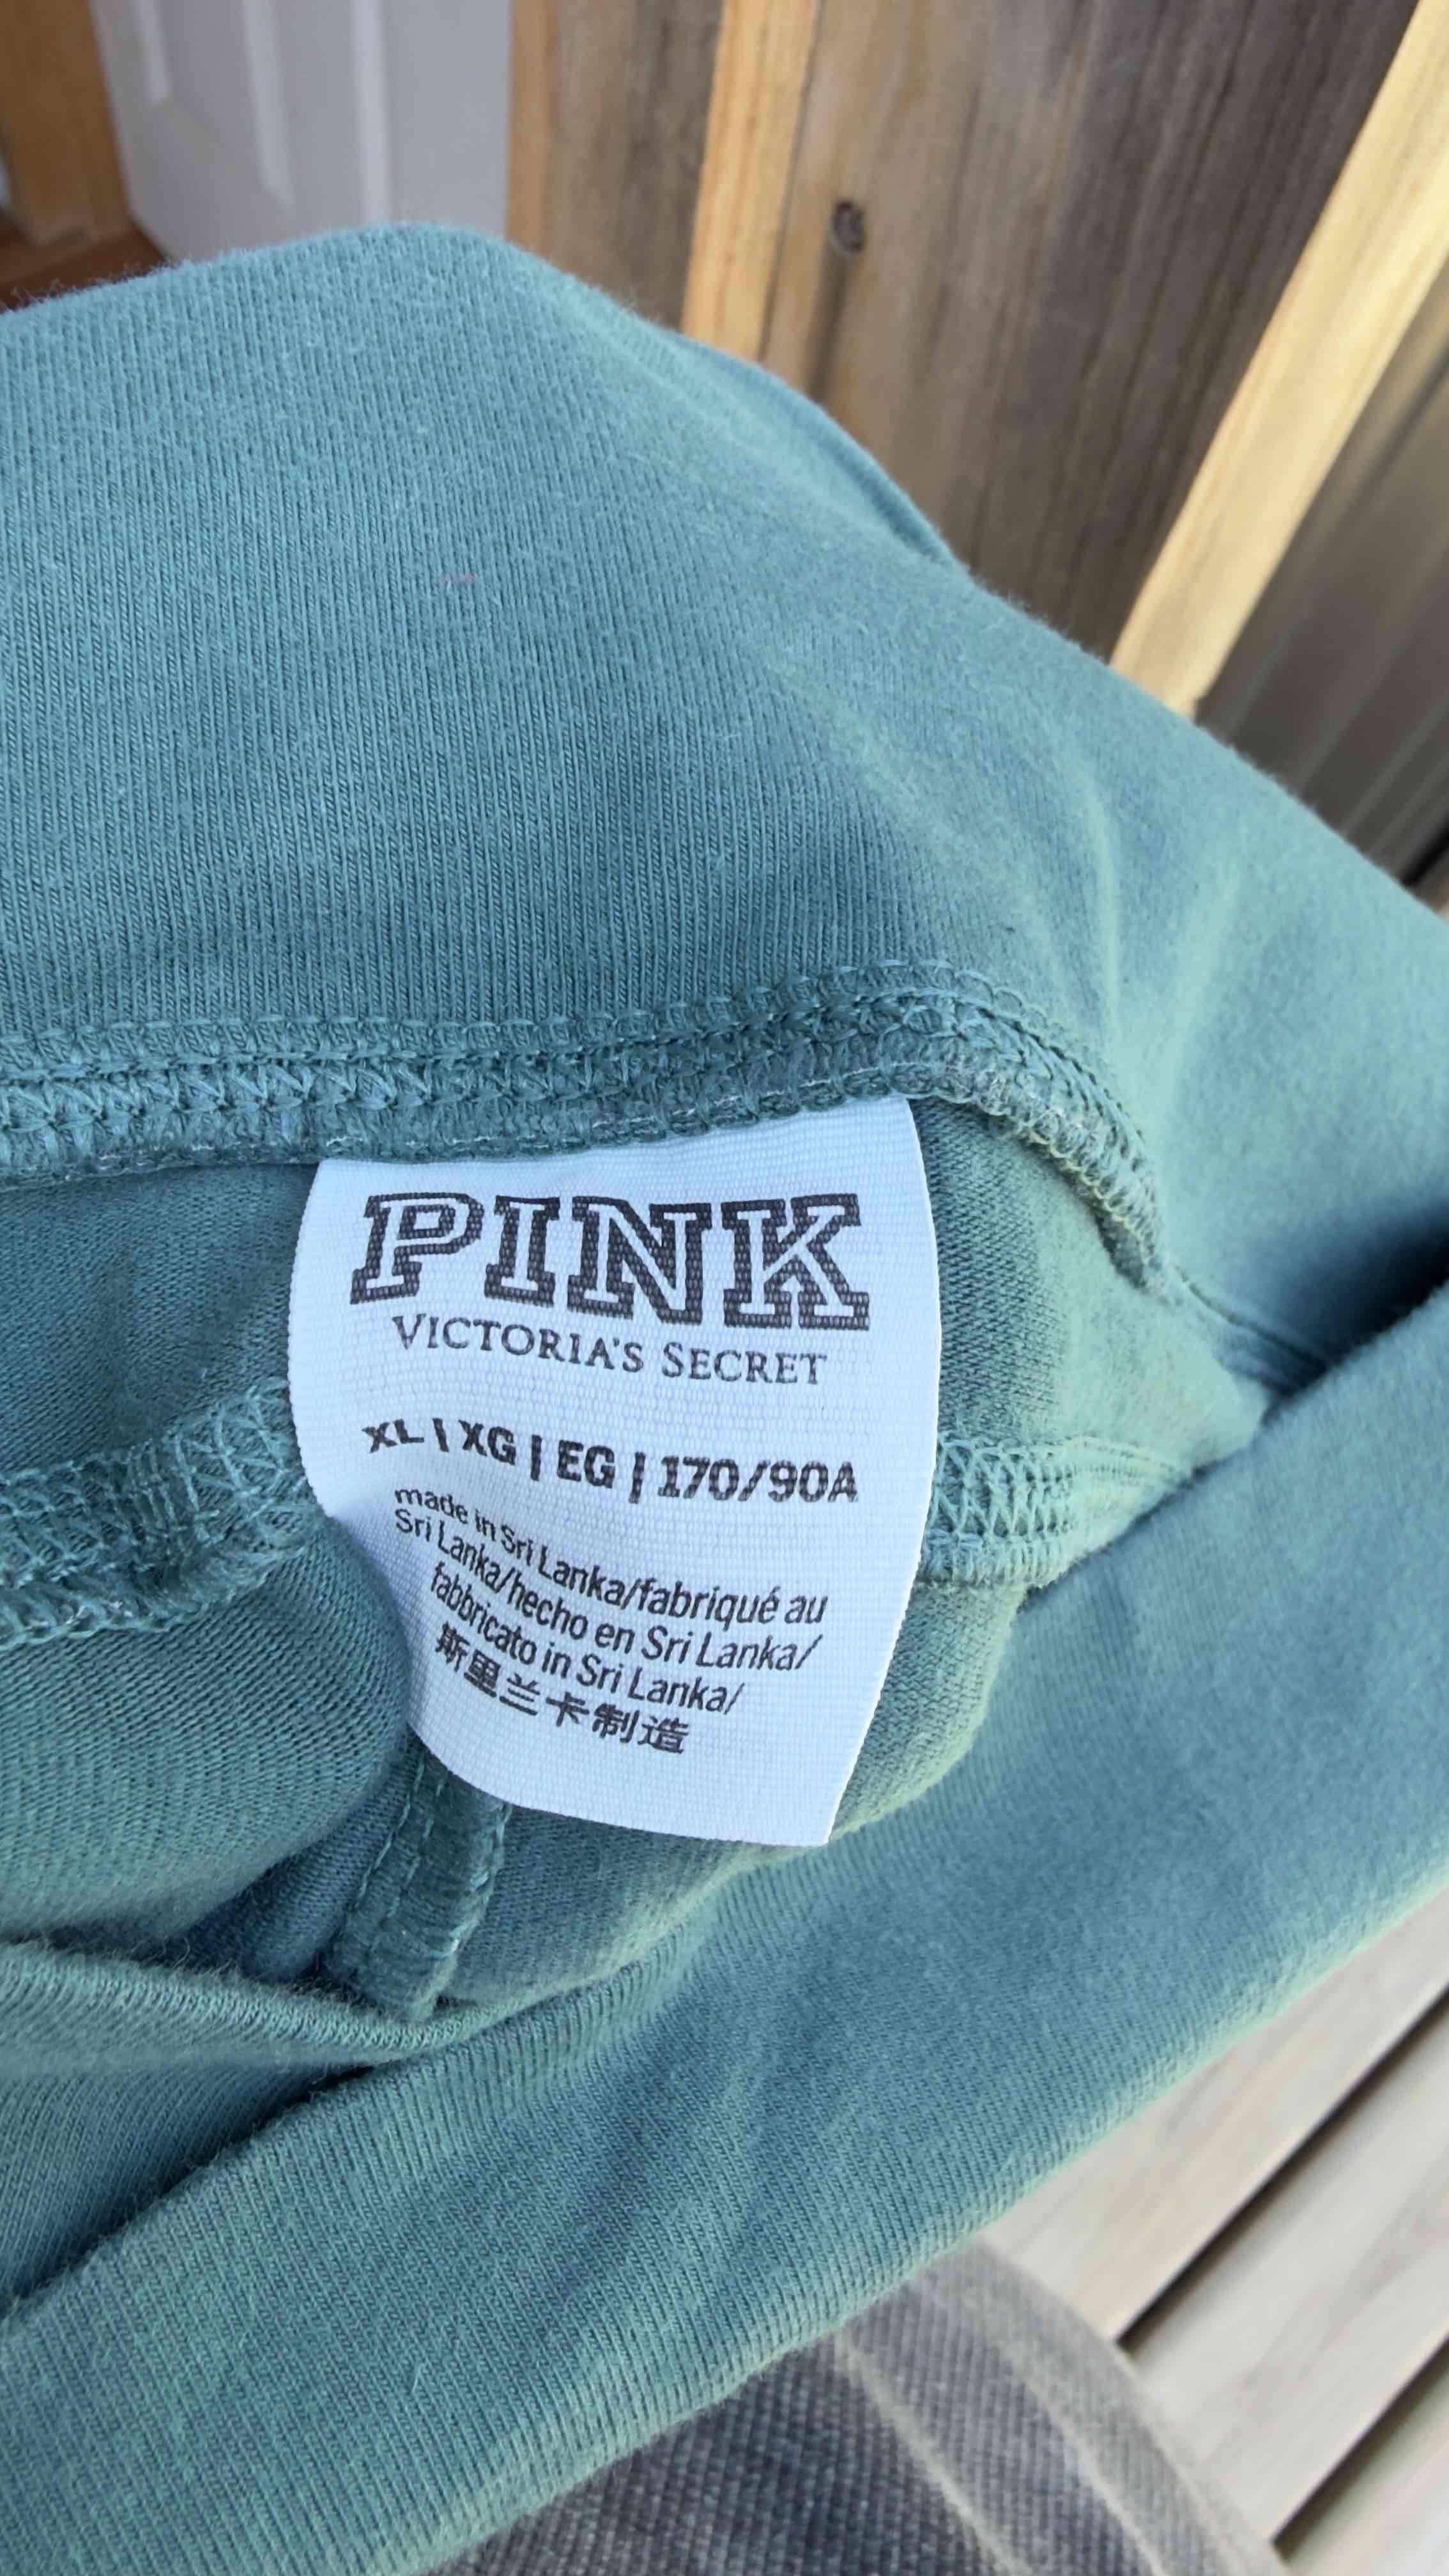 PINK
VICTORIA'S SECRET
XL | XG | EG | 170/90A
made in Sri Lanka/fabriqué au
Sri Lanka/hecho en Sri Lanka/
fabbricato in Sri Lanka/
斯里兰卡制造